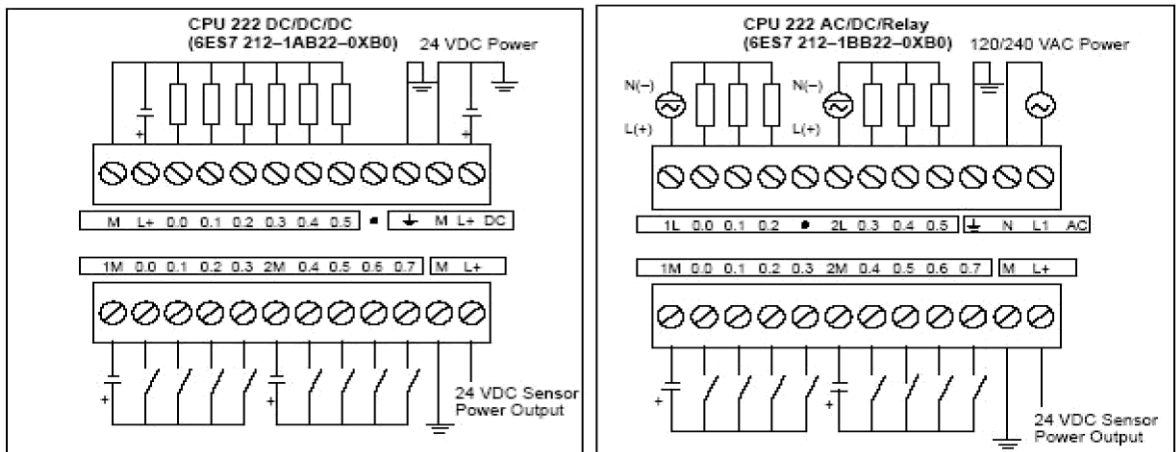 CPU 222 DC/DC/DC
(6ES7 212–1AB22–0XB0) 24 VDC Power
+ +
M L+ 0.0 0.1 0.2 0.3 0.4 0.5 M L+ DC
1M 0.0 0.1 0.2 0.3 2M 0.4 0.5 0.6 0.7 M L+
+ +
24 VDC Sensor
Power Output
CPU 222 AC/DC/Relay
(6ES7 212–1BB22–0XB0) 120/240 VAC Power
N(–) N(–)
L(+) L(+)
1L 0.0 0.1 0.2 2L 0.3 0.4 0.5 N L1 AC
1M 0.0 0.1 0.2 0.3 2M 0.4 0.5 0.6 0.7 M L+
+ +
24 VDC Sensor
Power Output